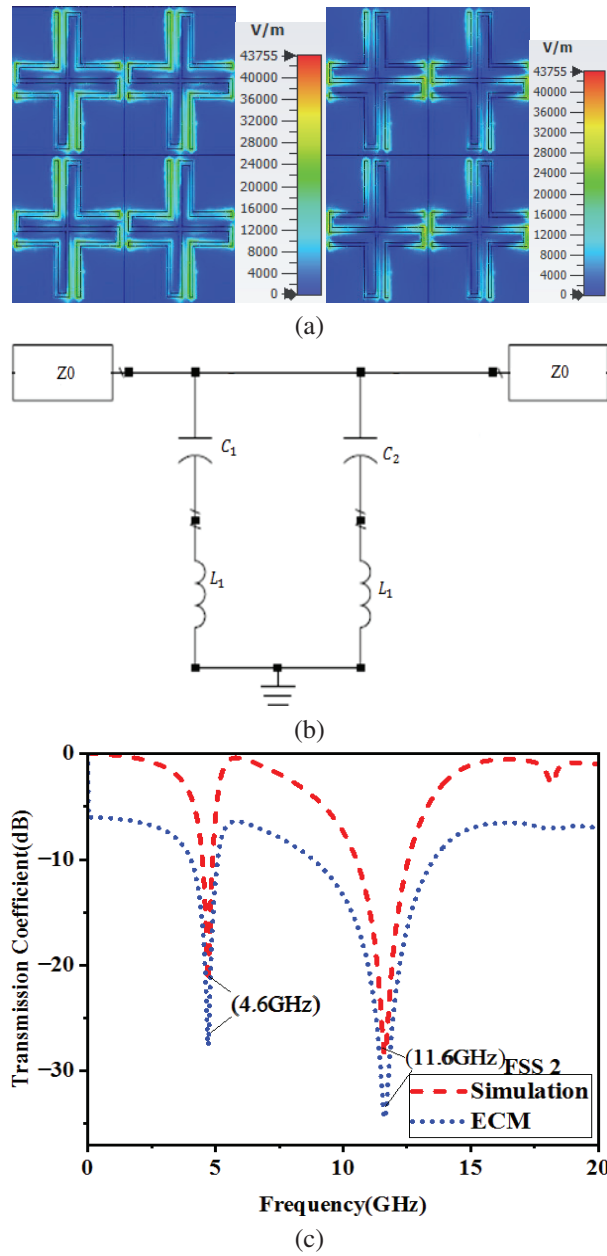 V/m
43755
40000
36000
32000
28000
24000
20000
16000
12000
8000
4000
0
V/m
43755
40000
36000
32000
28000
24000
20000
16000
12000
8000
4000
0
(a)
Z0
Z0
C₁
C₂
L₁
L₁
(b)
Transmission Coefficient(dB)
0
−10
−20
−30
(4.6GHz)
(11.6GHz)
FSS 2
Simulation
ECM
0
5
10
15
20
Frequency(GHz)
(c)